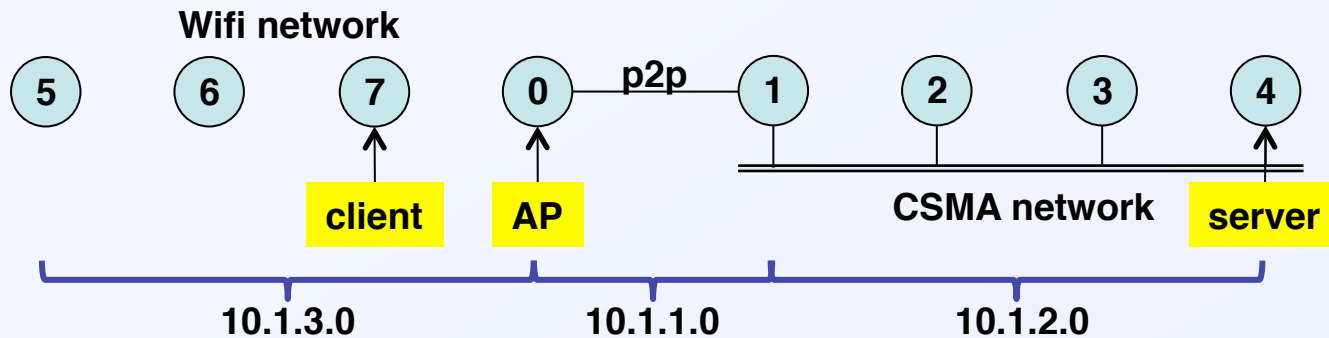 Wifi network
5 6 7 0 p2p 1 2 3 4
client AP CSMA network server
10.1.3.0 10.1.1.0 10.1.2.0